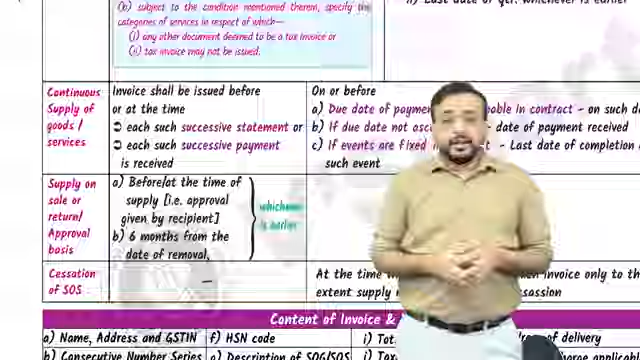 (b) subject to the condition mentioned therein, specify the
categories of services in respect of which—
(i) any other document deemed to be a tax invoice or
(ii) tax invoice may not be issued.
ii) Last date of qtr. whichever is earlier
Continuous
Supply of
goods /
services
Invoice shall be issued before
or at the time
➲ each such successive statement or
➲ each such successive payment
is received
On or before
a) Due date of payment in contract - on such d
b) If due date not - date of payment received
c) If events are fixed - Last date of completion
such event
Supply on
sale or
return/
Approval
basis
a) Before/at the time of
supply [i.e. approval
given by recipient]
b) 6 months from the
date of removal,
whichever
is earlier
Cessation
of SOS
—
At the time invoice only to the
extent supply
Content of Invoice &
a) Name, Address and GSTIN
f) HSN code
of delivery
b) Consecutive Number Series
g) Description of SOG/SOS